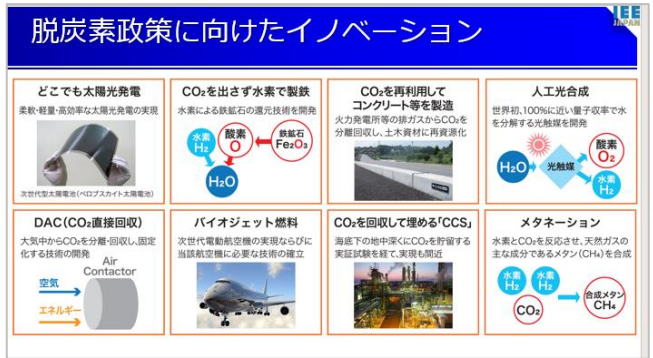 脱炭素政策に向けたイノベーション
IEE
JAPAN
どこでも太陽光発電
柔軟・軽量・高効率な太陽光発電の実現
次世代型太陽電池(ペロブスカイト太陽電池)
CO₂を出さず水素で製鉄
水素による鉄鉱石の還元技術を開発
水素
H₂
酸素
O
鉄鉱石
Fe₂O₃
H₂O
CO₂を再利用して
コンクリート等を製造
火力発電所等の排ガスからCO₂を
分離回収し、土木資材に再資源化
人工光合成
世界初、100%に近い量子収率で水
を分解する光触媒を開発
H₂O
光触媒
酸素
O₂
水素
H₂
DAC(CO₂直接回収)
大気中からCO₂を分離・回収し、固定
化する技術の開発
Air
Contactor
空気
エネルギー
バイオジェット燃料
次世代電動航空機の実現ならびに
当該航空機に必要な技術の確立
CO₂を回収して埋める「CCS」
海底下の地中深くにCO₂を貯留する
実証試験を経て、実現も間近
メタネーション
水素とCO₂を反応させ、天然ガスの
主な成分であるメタン(CH₄)を合成
水素
H₂
水素
H₂
CO₂
合成メタン
CH₄